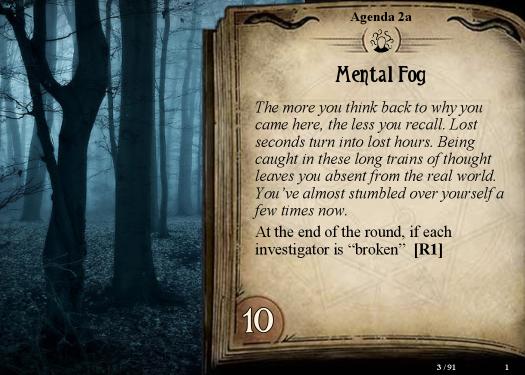 Agenda 2a
Mental Fog
The more you think back to why you
came here, the less you recall. Lost
seconds turn into lost hours. Being
caught in these long trains of thought
leaves you absent from the real world.
You’ve almost stumbled over yourself a
few times now.
At the end of the round, if each
investigator is “broken” [R1]
10
3 /91
1